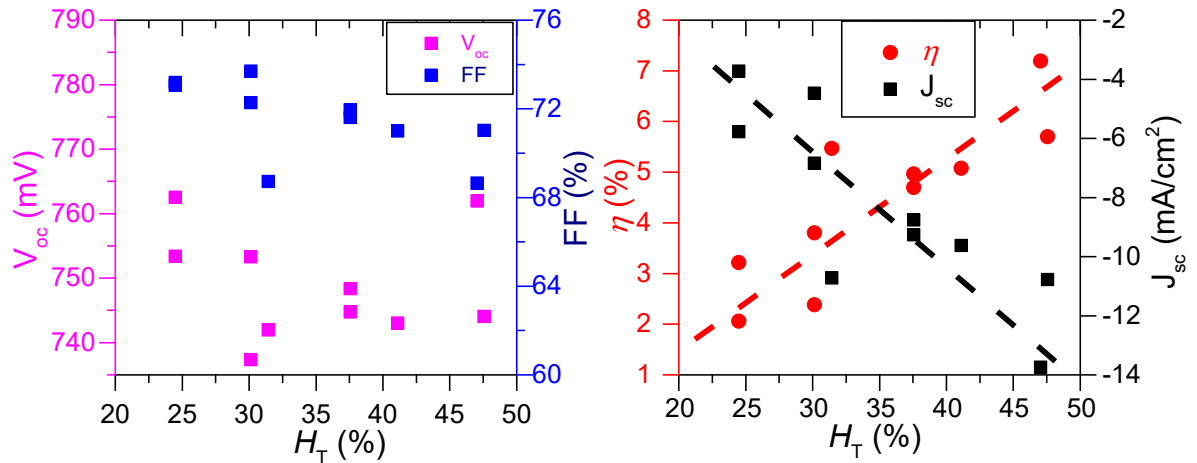 790
780
770
760
750
740
V_oc (mV)
76
72
68
64
60
FF (%)
V_oc
FF
20 25 30 35 40 45 50
H_T (%)
8
7
6
5
4
3
2
1
η (%)
-2
-4
-6
-8
-10
-12
-14
J_sc (mA/cm²)
η
J_sc
20 25 30 35 40 45 50
H_T (%)